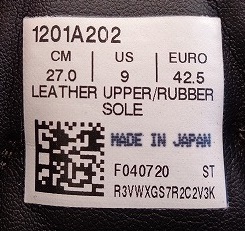 1201A202
CM | US | EURO
27.0 | 9 | 42.5
LEATHER UPPER/RUBBER
SOLE
MADE IN JAPAN
F040720 ST
R3VWXGS7R2C2V3K